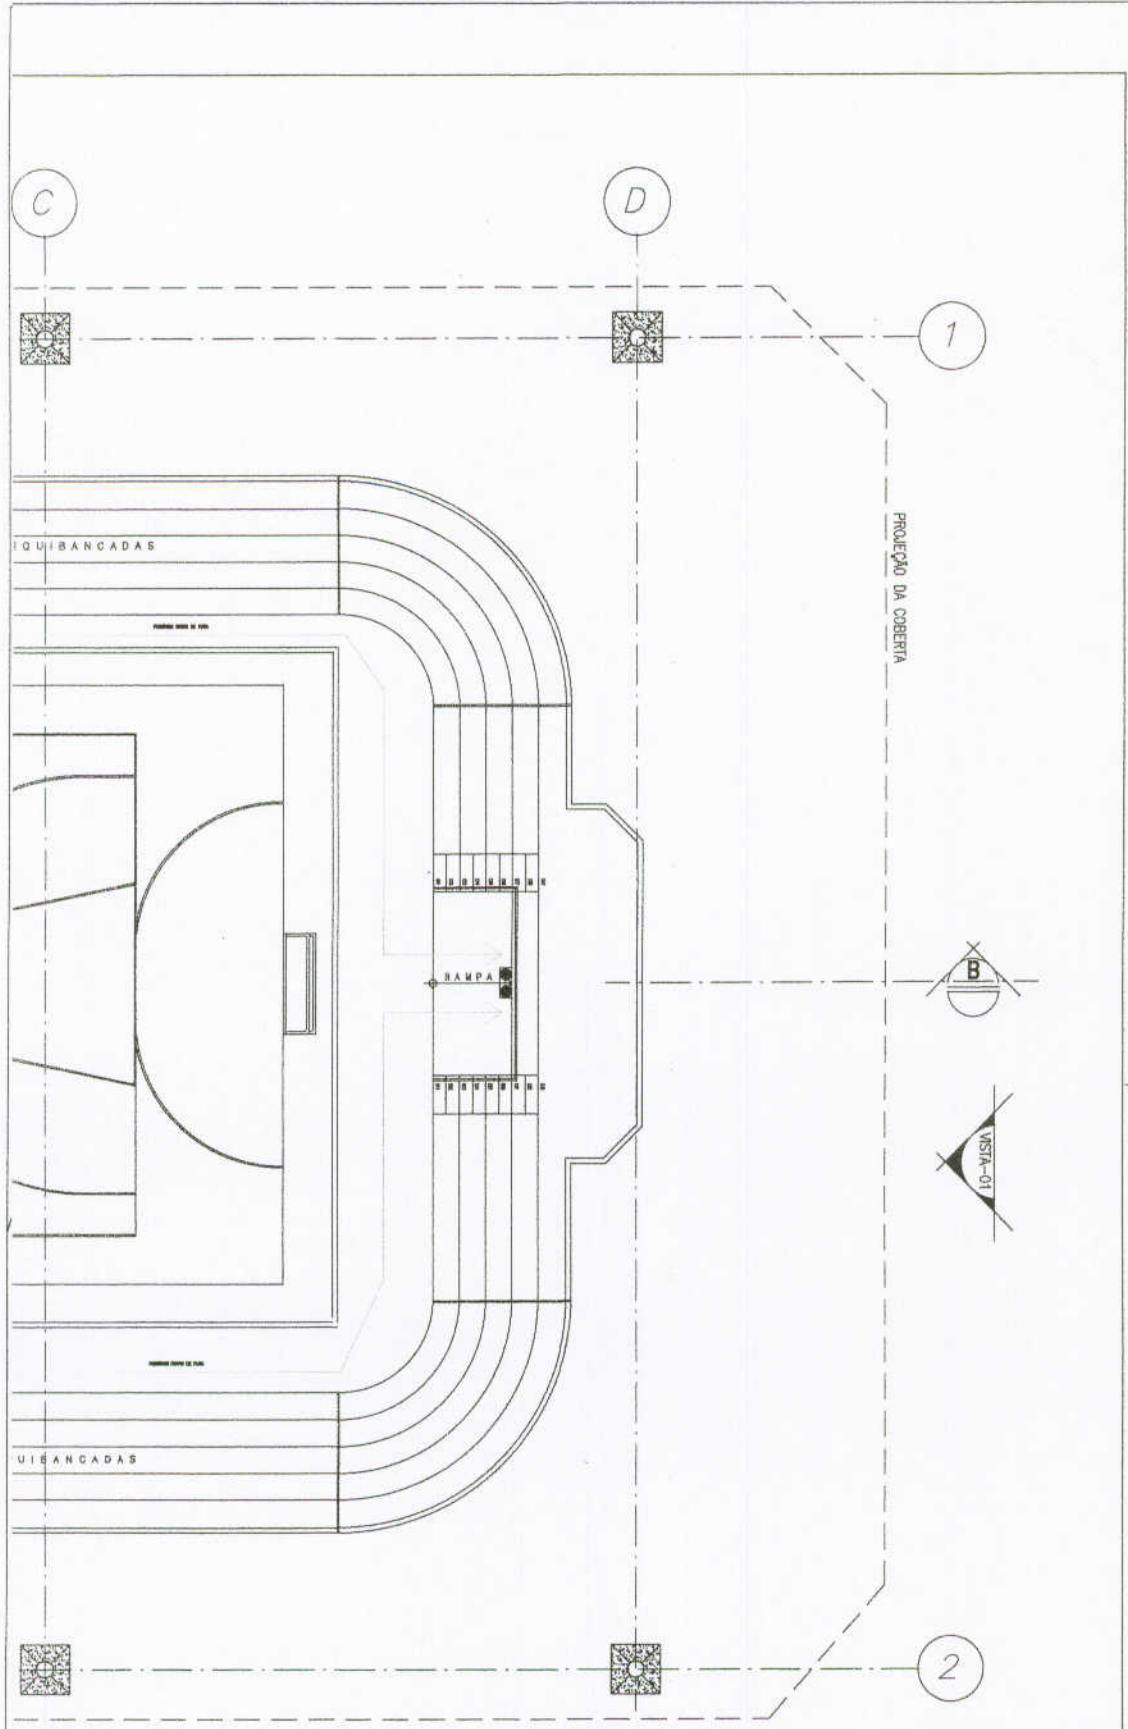 C
D
1
PROJEÇÃO DA COBERTA
IQUIBANCADAS
RAMPA
B
VISTA-01
UIBANCADAS
2